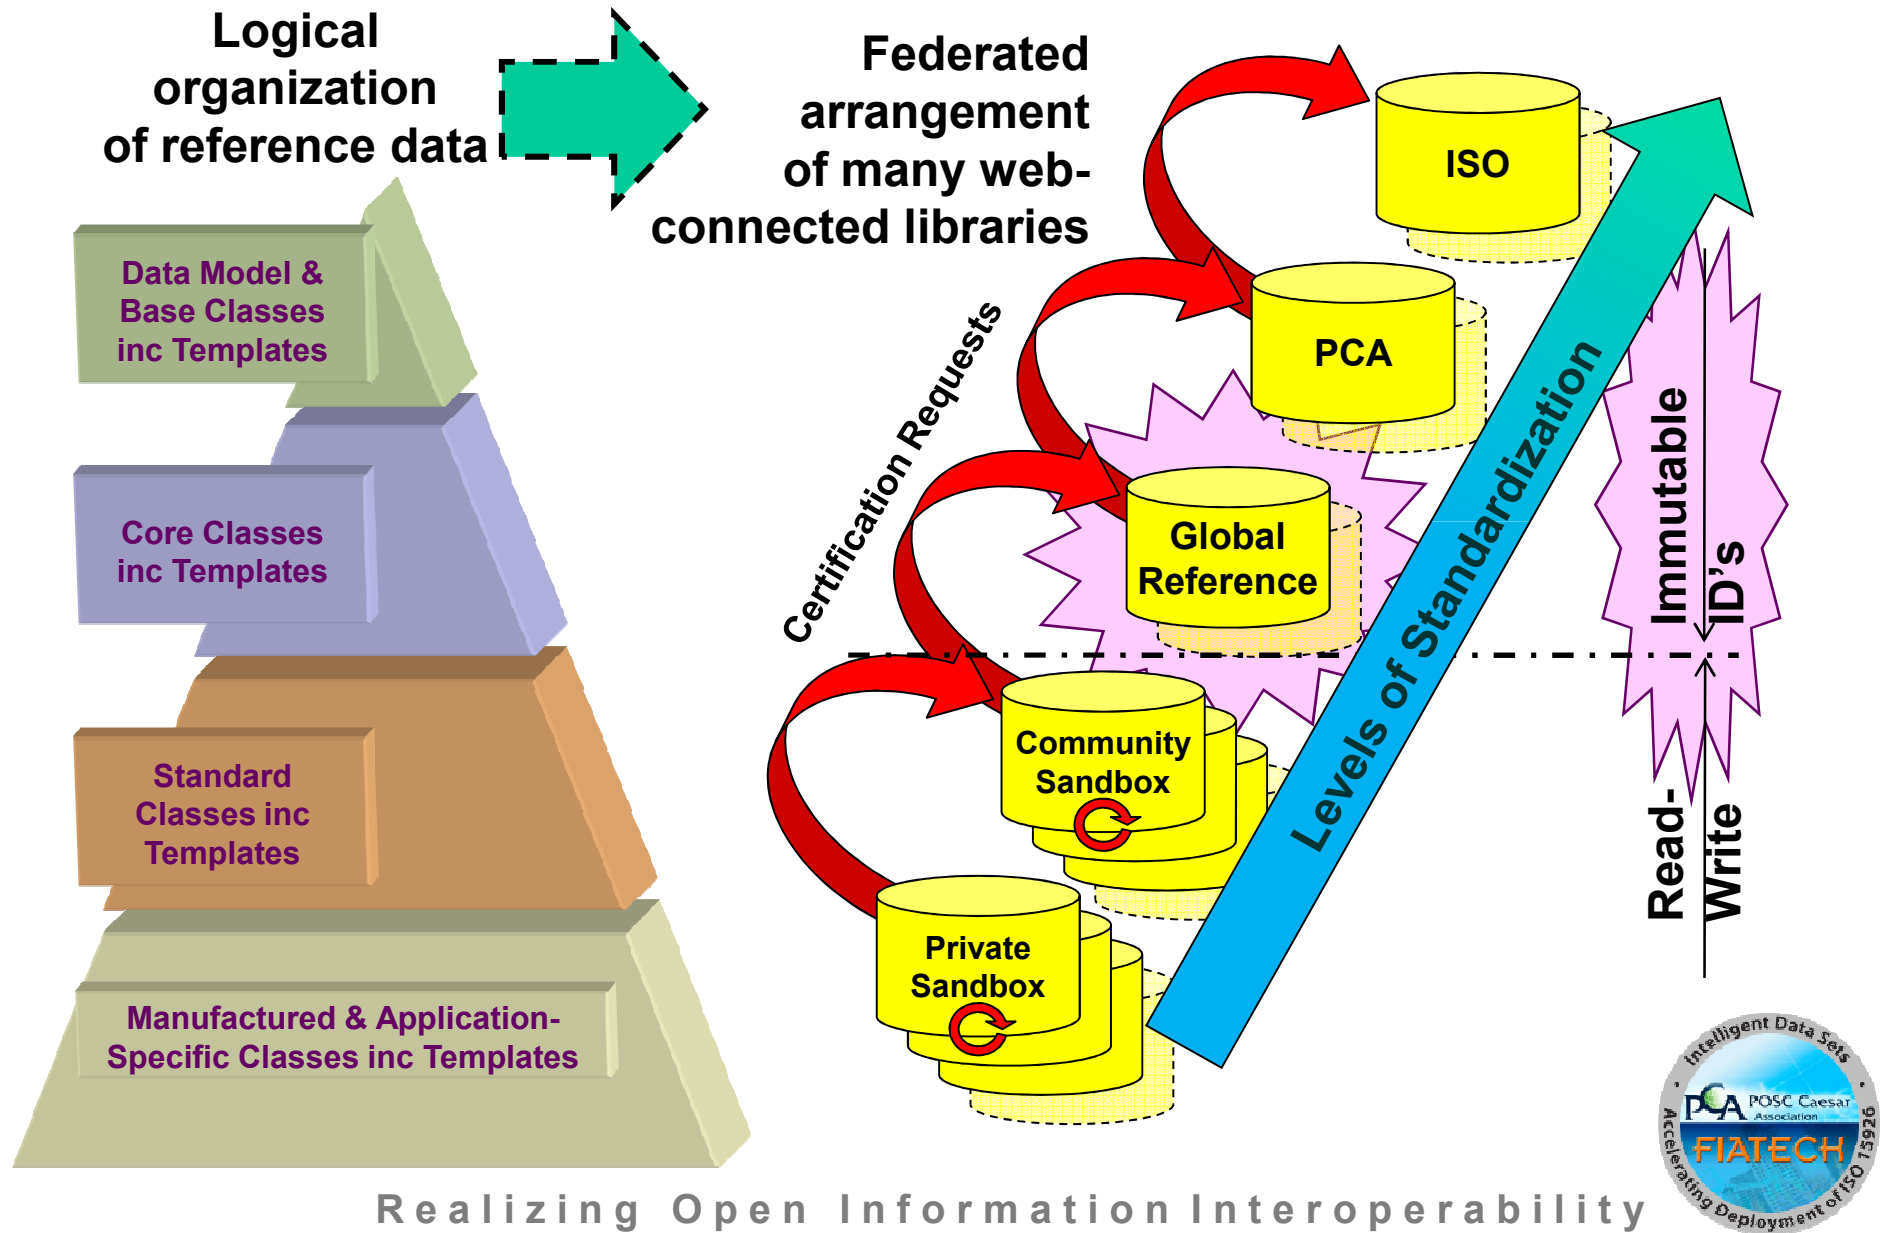 Logical
organization
of reference data
Federated
arrangement
of many web-
connected libraries
Data Model &
Base Classes
inc Templates
Core Classes
inc Templates
Standard
Classes inc
Templates
Manufactured & Application-
Specific Classes inc Templates
Certification Requests
ISO
PCA
Global
Reference
Community
Sandbox
Private
Sandbox
Levels of Standardization
Immutable
ID's
Read-
Write
Intelligent Data Sets
PCA POSC Caesar
Association
FIATECH
Accelerating Deployment of ISO 15926
Realizing Open Information Interoperability